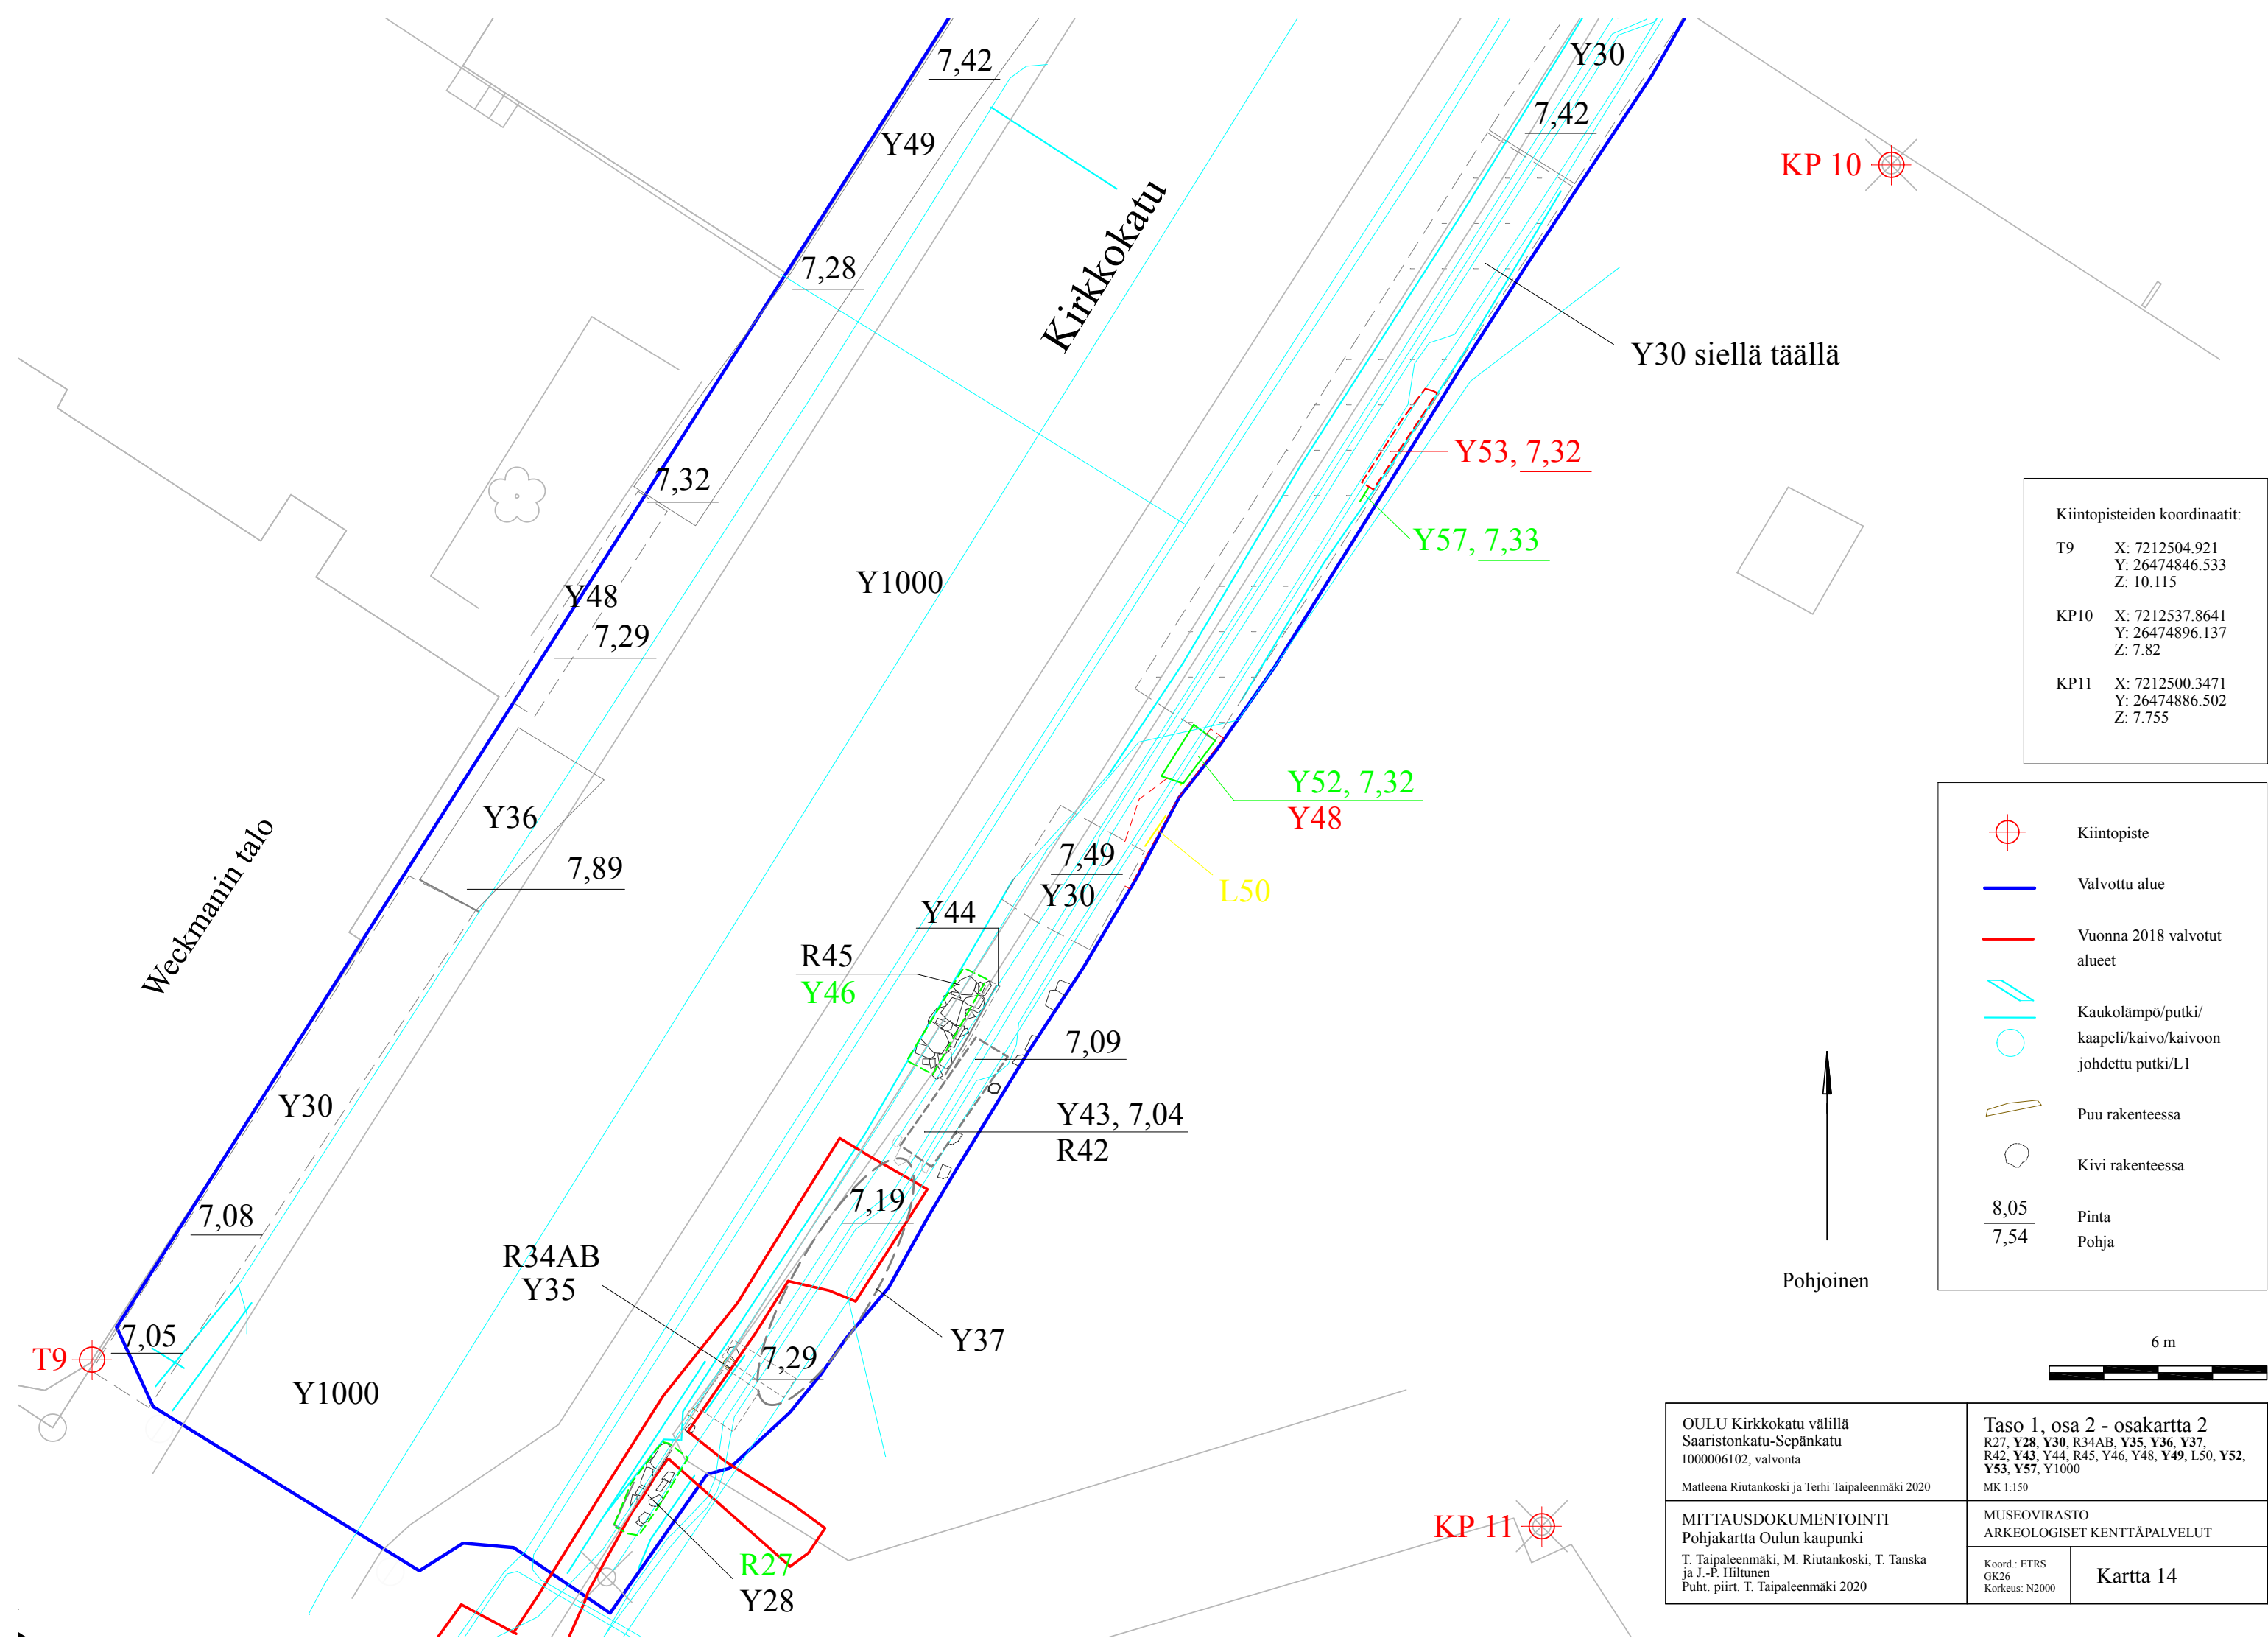 7,42
Y49
7,28
Kirkkokatu
Y30
7,42
KP 10
Y30 siellä täällä
7,32
Y53, 7,32
Y57, 7,33
Y48
7,29
Y1000
Y36
7,89
Weckmanin talo
Y52, 7,32
Y48
7,49
Y30
L50
Y44
R45
Y46
7,09
Y43, 7,04
R42
Y30
7,08
7,19
R34AB
Y35
Y37
7,05
T9
7,29
Y1000
R27
Y28
KP 11
Kiintopisteiden koordinaatit:
T9 X: 7212504.921
Y: 26474846.533
Z: 10.115
KP10 X: 7212537.8641
Y: 26474896.137
Z: 7.82
KP11 X: 7212500.3471
Y: 26474886.502
Z: 7.755
Kiintopiste
Valvottu alue
Vuonna 2018 valvotut
alueet
Kaukolämpö/putki/
kaapeli/kaivo/kaivoon
johdettu putki/L1
Puu rakenteessa
Kivi rakenteessa
8,05 Pinta
7,54 Pohja
Pohjoinen
6 m
OULU Kirkkokatu välillä
Saaristonkatu-Sepänkatu
1000006102, valvonta
Matleena Riutankoski ja Terhi Taipaleenmäki 2020
Taso 1, osa 2 - osakartta 2
R27, Y28, Y30, R34AB, Y35, Y36, Y37,
R42, Y43, Y44, R45, Y46, Y48, Y49, L50, Y52,
Y53, Y57, Y1000
MK 1:150
MITTAUSDOKUMENTOINTI
Pohjakartta Oulun kaupunki
T. Taipaleenmäki, M. Riutankoski, T. Tanska
ja J.-P. Hiltunen
Puht. piirt. T. Taipaleenmäki 2020
MUSEOVIRASTO
ARKEOLOGISET KENTTÄPALVELUT
Koord.: ETRS
GK26
Korkeus: N2000
Kartta 14